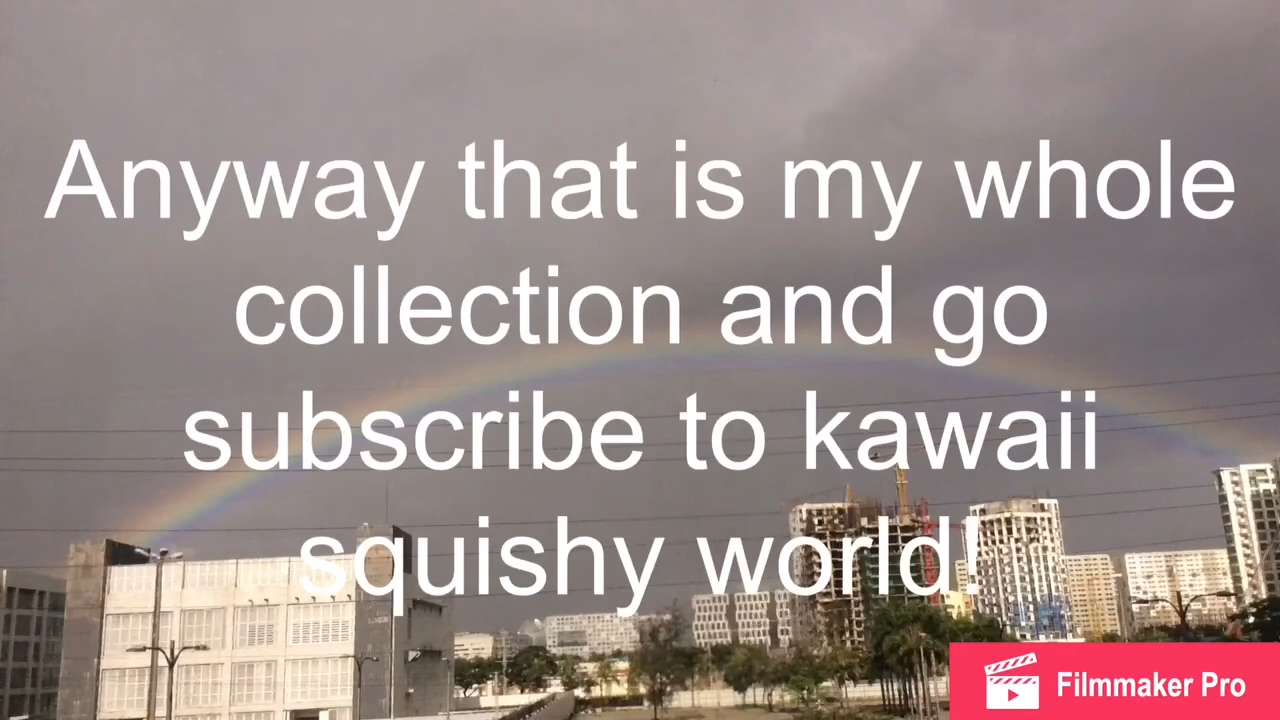 Anyway that is my whole
collection and go
subscribe to kawaii
squishy world!
Filmmaker Pro